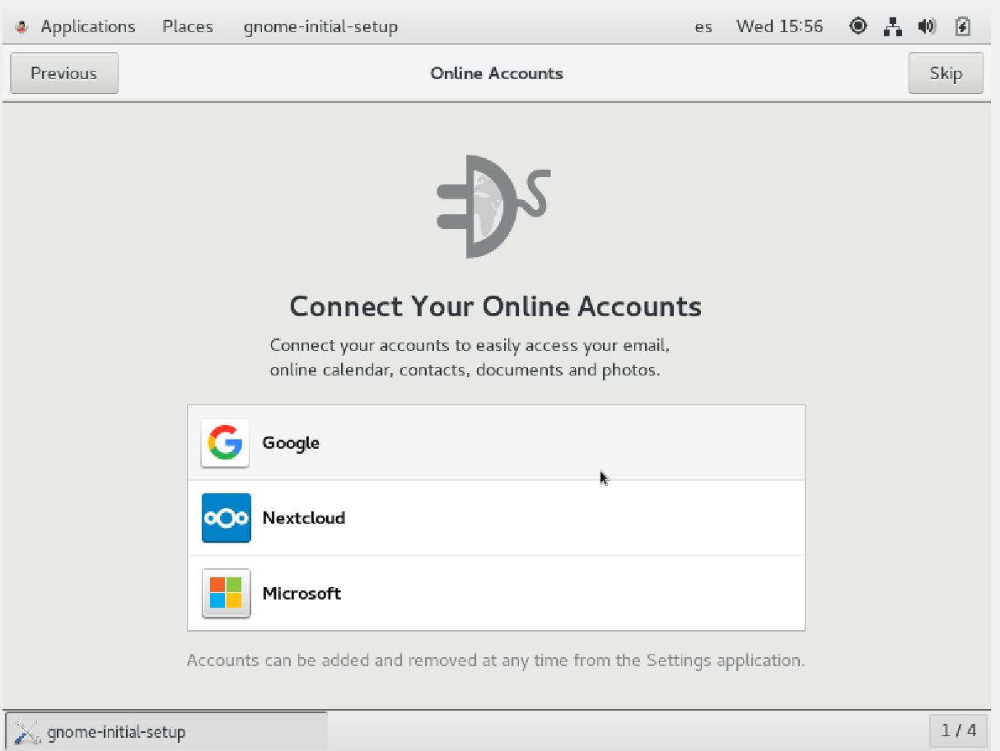 Applications Places gnome-initial-setup es Wed 15:56
Previous Online Accounts Skip
Connect Your Online Accounts
Connect your accounts to easily access your email,
online calendar, contacts, documents and photos.
Google
Nextcloud
Microsoft
Accounts can be added and removed at any time from the Settings application.
gnome-initial-setup 1 / 4